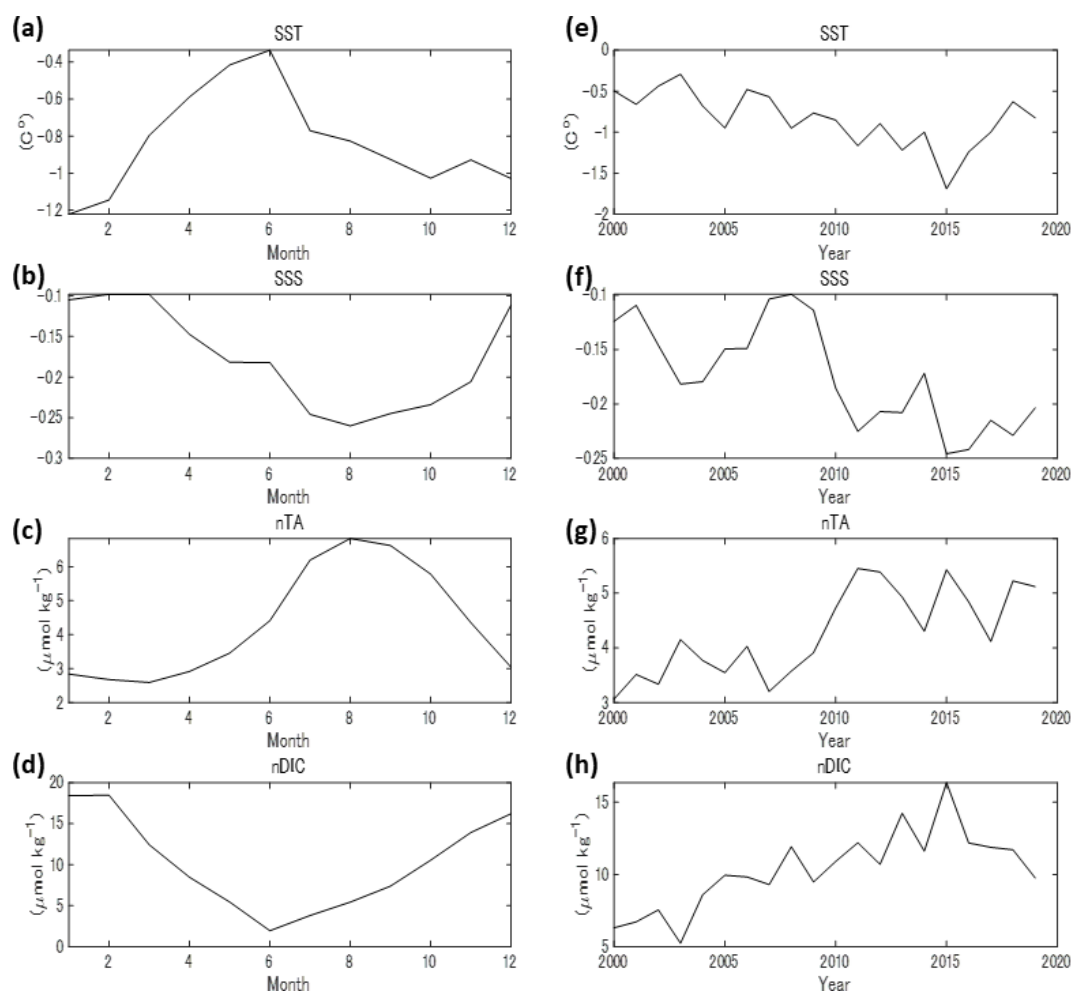 (a)
SST
-0.4
-0.6
-0.8
-1
-1.2
(C°)
2 4 6 8 10 12
Month
(b)
SSS
-0.1
-0.15
-0.2
-0.25
-0.3
2 4 6 8 10 12
Month
(c)
nTA
6
5
4
3
2
(μmol kg⁻¹)
2 4 6 8 10 12
Month
(d)
nDIC
20
15
10
5
0
(μmol kg⁻¹)
2 4 6 8 10 12
Month
(e)
SST
0
-0.5
-1
-1.5
-2
(C°)
2000 2005 2010 2015 2020
Year
(f)
SSS
-0.1
-0.15
-0.2
-0.25
2000 2005 2010 2015 2020
Year
(g)
nTA
6
5
4
3
(μmol kg⁻¹)
2000 2005 2010 2015 2020
Year
(h)
nDIC
15
10
5
(μmol kg⁻¹)
2000 2005 2010 2015 2020
Year